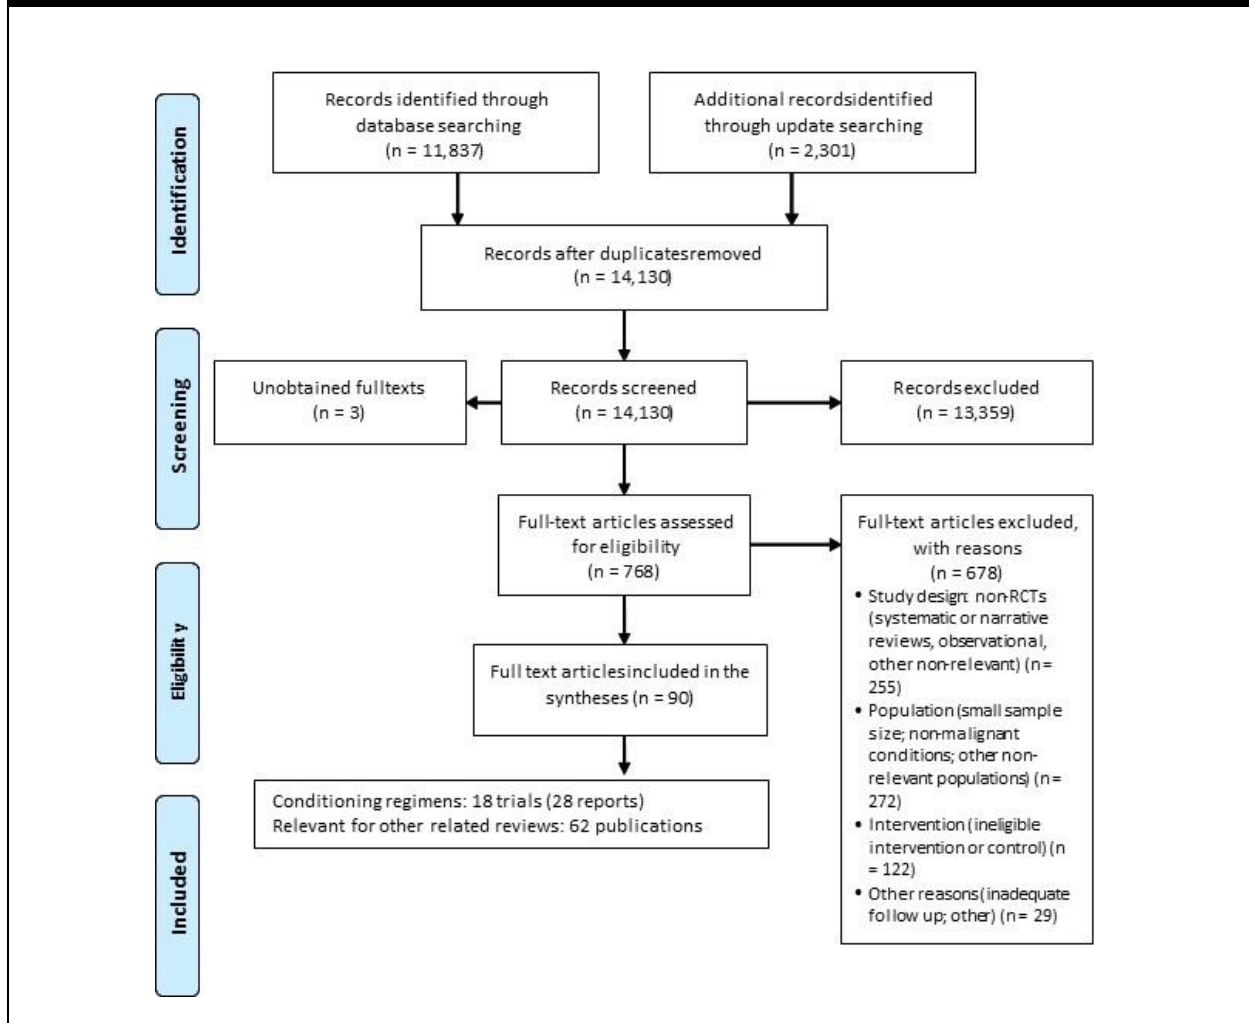 Identification
Records identified through
database searching
(n = 11,837)
Additional recordsidentified
through update searching
(n = 2,301)
Records after duplicatesremoved
(n = 14,130)
Screening
Unobtained fulltexts
(n = 3)
Records screened
(n = 14,130)
Records excluded
(n = 13,359)
Full-text articles assessed
for eligibility
(n = 768)
Full-text articles excluded,
with reasons
(n = 678)
• Study design: non-RCTs
(systematic or narrative
reviews, observational,
other non-relevant) (n =
255)
• Population (small sample
size; non-malignant
conditions; other non-
relevant populations) (n =
272)
• Intervention (ineligible
intervention or control) (n
= 122)
• Other reasons (inadequate
follow up; other) (n = 29)
Eligibility
Full text articles included in the
syntheses (n = 90)
Included
Conditioning regimens: 18 trials (28 reports)
Relevant for other related reviews: 62 publications